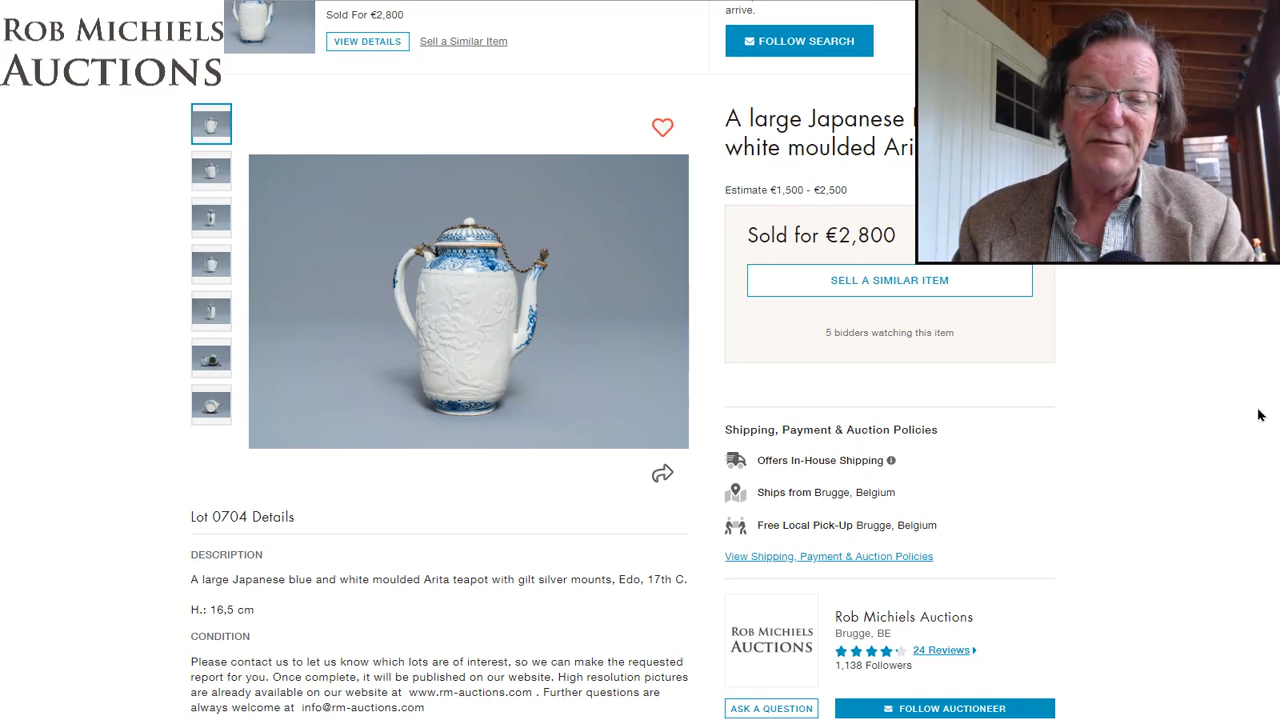 ROB MICHIELS
AUCTIONS
Sold For €2,800
VIEW DETAILS Sell a Similar Item
arrive.
FOLLOW SEARCH
A large Japanese
white moulded Ari
Estimate €1,500 - €2,500
Sold for €2,800
SELL A SIMILAR ITEM
5 bidders watching this item
Shipping, Payment & Auction Policies
Offers In-House Shipping
Ships from Brugge, Belgium
Free Local Pick-Up Brugge, Belgium
View Shipping, Payment & Auction Policies
Lot 0704 Details
DESCRIPTION
A large Japanese blue and white moulded Arita teapot with gilt silver mounts, Edo, 17th C.
H.: 16,5 cm
CONDITION
Please contact us to let us know which lots are of interest, so we can make the requested
report for you. Once complete, it will be published on our website. High resolution pictures
are already available on our website at www.rm-auctions.com . Further questions are
always welcome at info@rm-auctions.com
ROB MICHIELS
AUCTIONS
Rob Michiels Auctions
Brugge, BE
24 Reviews
1,138 Followers
ASK A QUESTION
FOLLOW AUCTIONEER